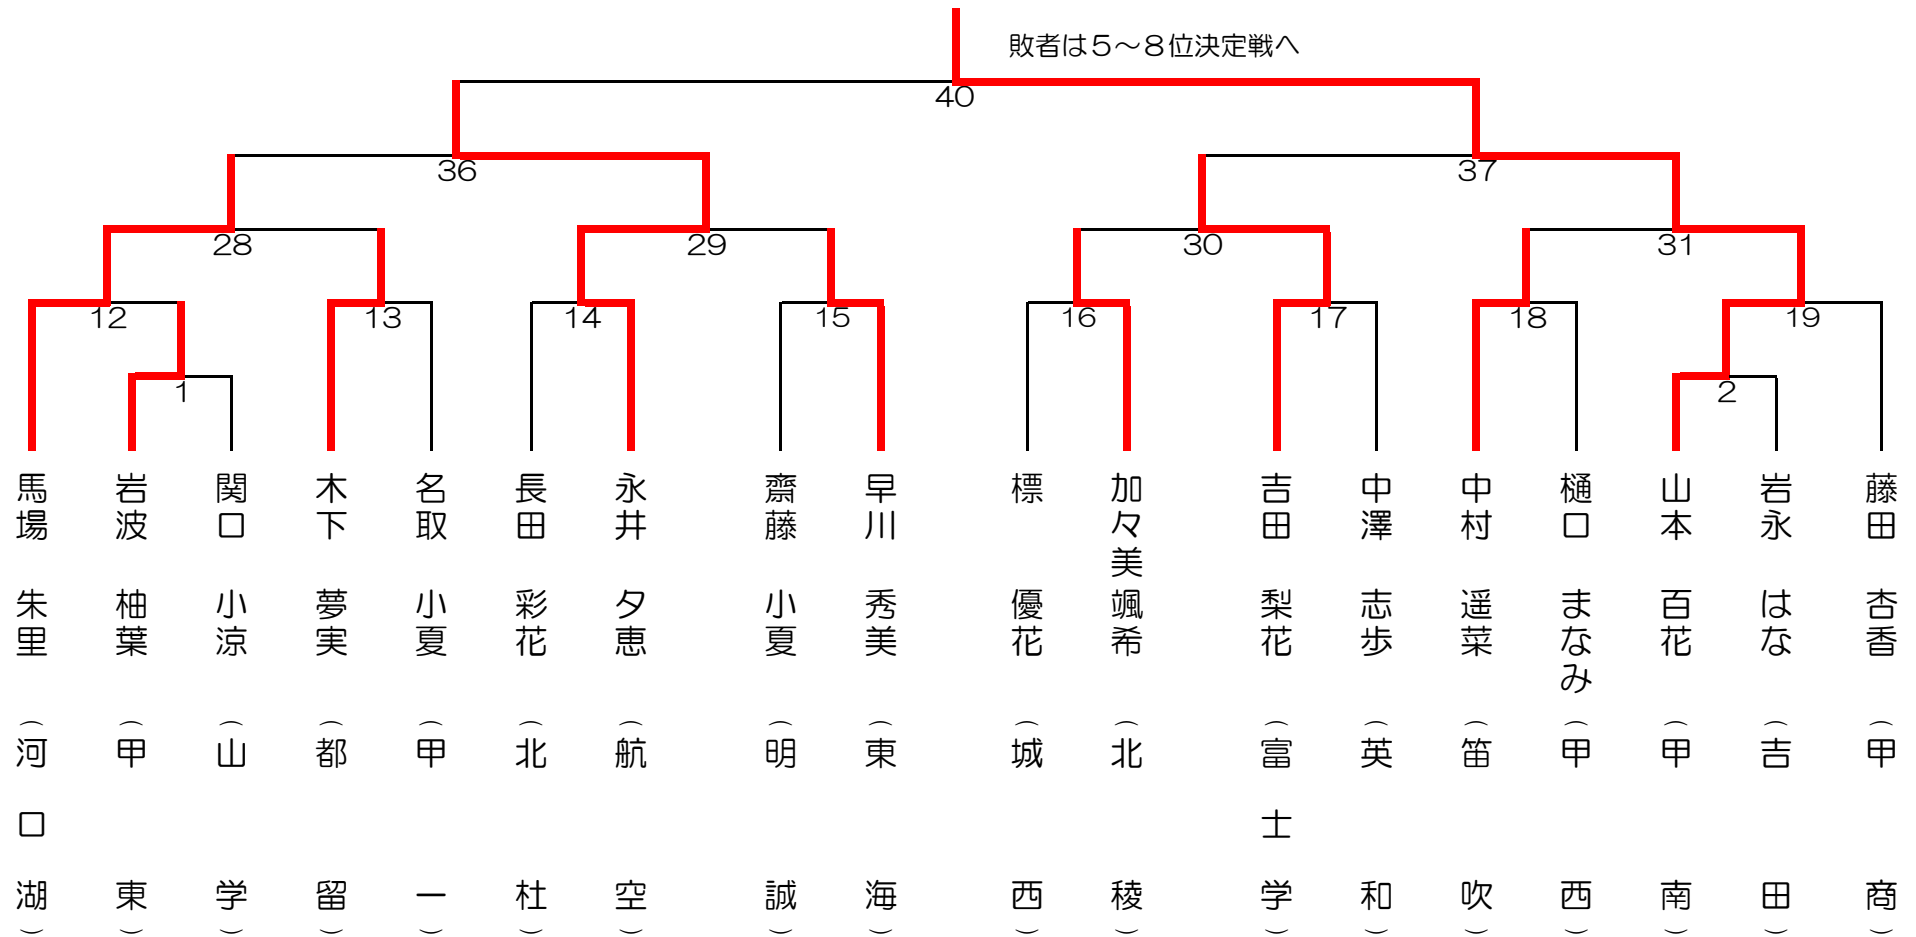 敗者は５～８位決定戦へ
40
36
37
28
29
30
31
12
13
14
15
16
17
18
19
1
2
馬場 朱里 （河口湖）
岩波 柚葉 （甲東）
関口 小涼 （山学）
木下 夢実 （都留）
名取 小夏 （甲一）
長田 彩花 （北杜）
永井 夕恵 （航空）
齋藤 小夏 （明誠）
早川 秀美 （東海）
標 優花 （城西）
加々美 颯希 （北稜）
吉田 梨花 （富士学）
中澤 志歩 （英和）
中村 遥菜 （笛吹）
樋口 まなみ （甲西）
山本 百花 （甲南）
岩永 はな （吉田）
藤田 杏香 （甲商）